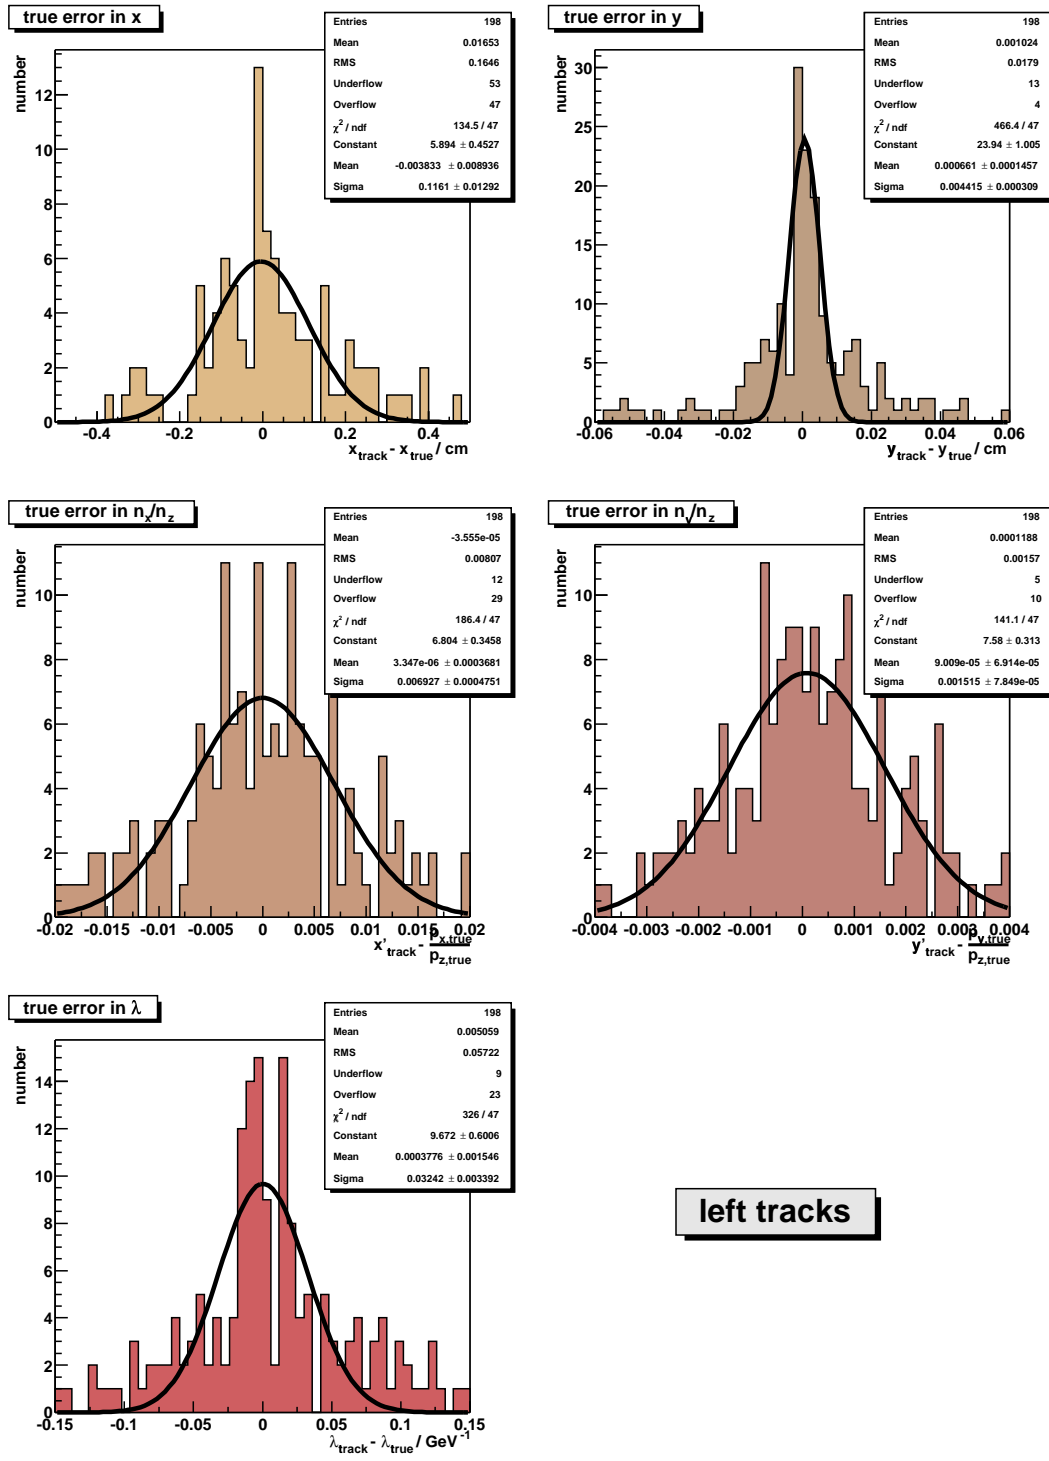 true error in x
Entries 198
Mean 0.01653
RMS 0.1646
Underflow 53
Overflow 47
χ² / ndf 134.5 / 47
Constant 5.894 ± 0.4527
Mean -0.003833 ± 0.008936
Sigma 0.1161 ± 0.01292
number
12
10
8
6
4
2
0
-0.4 -0.2 0 0.2 0.4
x_track - x_true / cm
true error in y
Entries 198
Mean 0.001024
RMS 0.0179
Underflow 13
Overflow 4
χ² / ndf 466.4 / 47
Constant 23.94 ± 1.005
Mean 0.000661 ± 0.0001457
Sigma 0.004415 ± 0.000309
number
30
25
20
15
10
5
0
-0.06 -0.04 -0.02 0 0.02 0.04 0.06
y_track - y_true / cm
true error in n_x/n_z
Entries 198
Mean -3.555e-05
RMS 0.00807
Underflow 12
Overflow 29
χ² / ndf 186.4 / 47
Constant 6.804 ± 0.3458
Mean 3.347e-06 ± 0.0003681
Sigma 0.006927 ± 0.0004751
number
10
8
6
4
2
0
-0.02 -0.015 -0.01 -0.005 0 0.005 0.01 0.015 0.02
x'_track - p_x,true
p_z,true
true error in n_y/n_z
Entries 198
Mean 0.0001188
RMS 0.00157
Underflow 5
Overflow 10
χ² / ndf 141.1 / 47
Constant 7.58 ± 0.313
Mean 9.009e-05 ± 6.914e-05
Sigma 0.001515 ± 7.849e-05
number
10
8
6
4
2
0
-0.004 -0.003 -0.002 -0.001 0 0.001 0.002 0.003 0.004
y'_track - p_y,true
p_z,true
true error in λ
Entries 198
Mean 0.005059
RMS 0.05722
Underflow 9
Overflow 23
χ² / ndf 326 / 47
Constant 9.672 ± 0.6006
Mean 0.0003776 ± 0.001546
Sigma 0.03242 ± 0.003392
number
14
12
10
8
6
4
2
0
-0.15 -0.1 -0.05 0 0.05 0.1 0.15
λ_track - λ_true / GeV⁻¹
left tracks